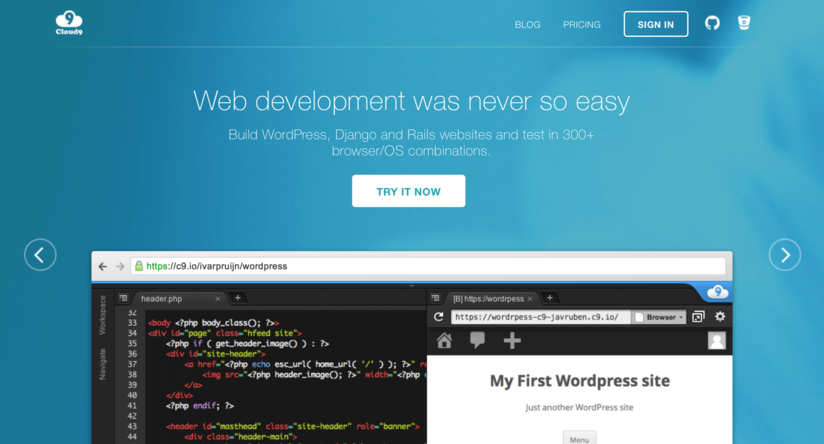 9
Cloud9
BLOG
PRICING
SIGN IN
Web development was never so easy
Build WordPress, Django and Rails websites and test in 300+
browser/OS combinations.
TRY IT NOW
https://c9.io/ivarpruijn/wordpress
9
Workspace
Navigate
header.php
32
33 <body <?php body_class(); ?>>
34 <div id="page" class="hfeed site">
35 <?php if ( get_header_image() ) : ?>
36 <div id="site-header">
37 <a href="<?php echo esc_url( home_url( '/' ) ); ?>" re
38 <img src="<?php header_image(); ?>" width="<?php e
39 </a>
40 </div>
41 <?php endif; ?>
42
43 <header id="masthead" class="site-header" role="banner">
44 <div class="header-main">
[B] https://wordpress
https://wordrpess-c9-javruben.c9.io/
Browser
My First Wordpress site
Just another WordPress site
Menu